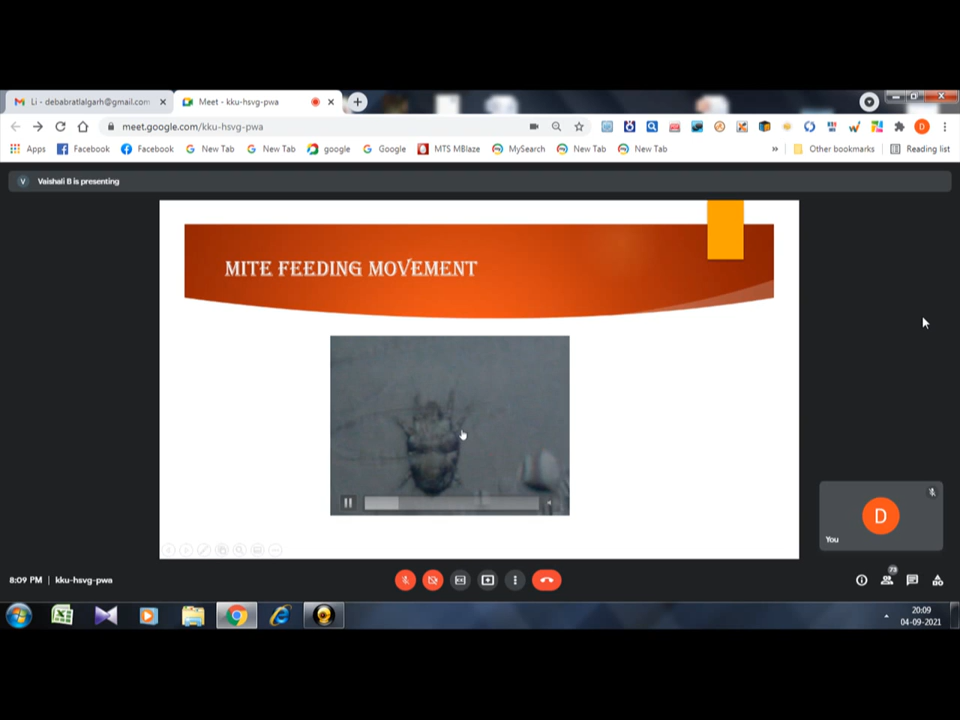 Li - debabratlalgarh@gmail.com
Meet - kku-hsvg-pwa
meet.google.com/kku-hsvg-pwa
D
Apps Facebook Facebook New Tab New Tab google Google MTS MBlaze MySearch New Tab New Tab » Other bookmarks Reading list
V Vaishali B is presenting
MITE FEEDING MOVEMENT
D
You
8:09 PM | kku-hsvg-pwa
73
20:09
04-09-2021